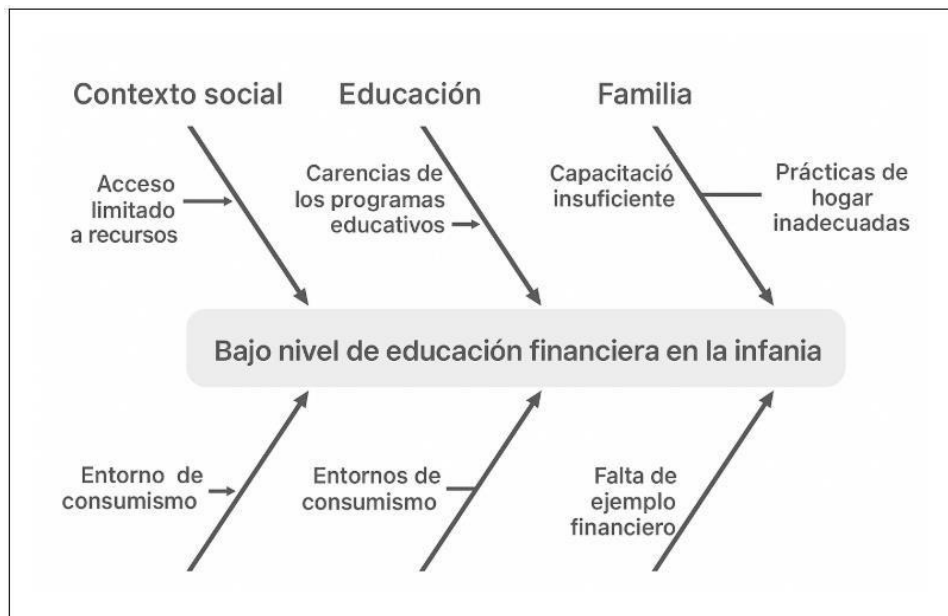 Contexto social
Educación
Familia
Acceso
limitado
a recursos
Carencias de
los programas
educativos
Capacitació
insuficiente
Prácticas de
hogar
inadecuadas
Bajo nivel de educación financiera en la infania
Entorno de
consumismo
Entornos de
consumismo
Falta de
ejemplo
financiero